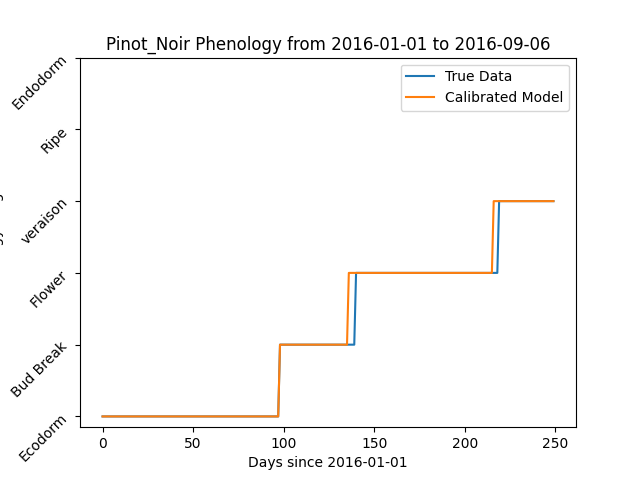 Pinot_Noir Phenology from 2016-01-01 to 2016-09-06
True Data
Calibrated Model
Endodorm
Ripe
veraison
Flower
Bud Break
Ecodorm
0 50 100 150 200 250
Days since 2016-01-01